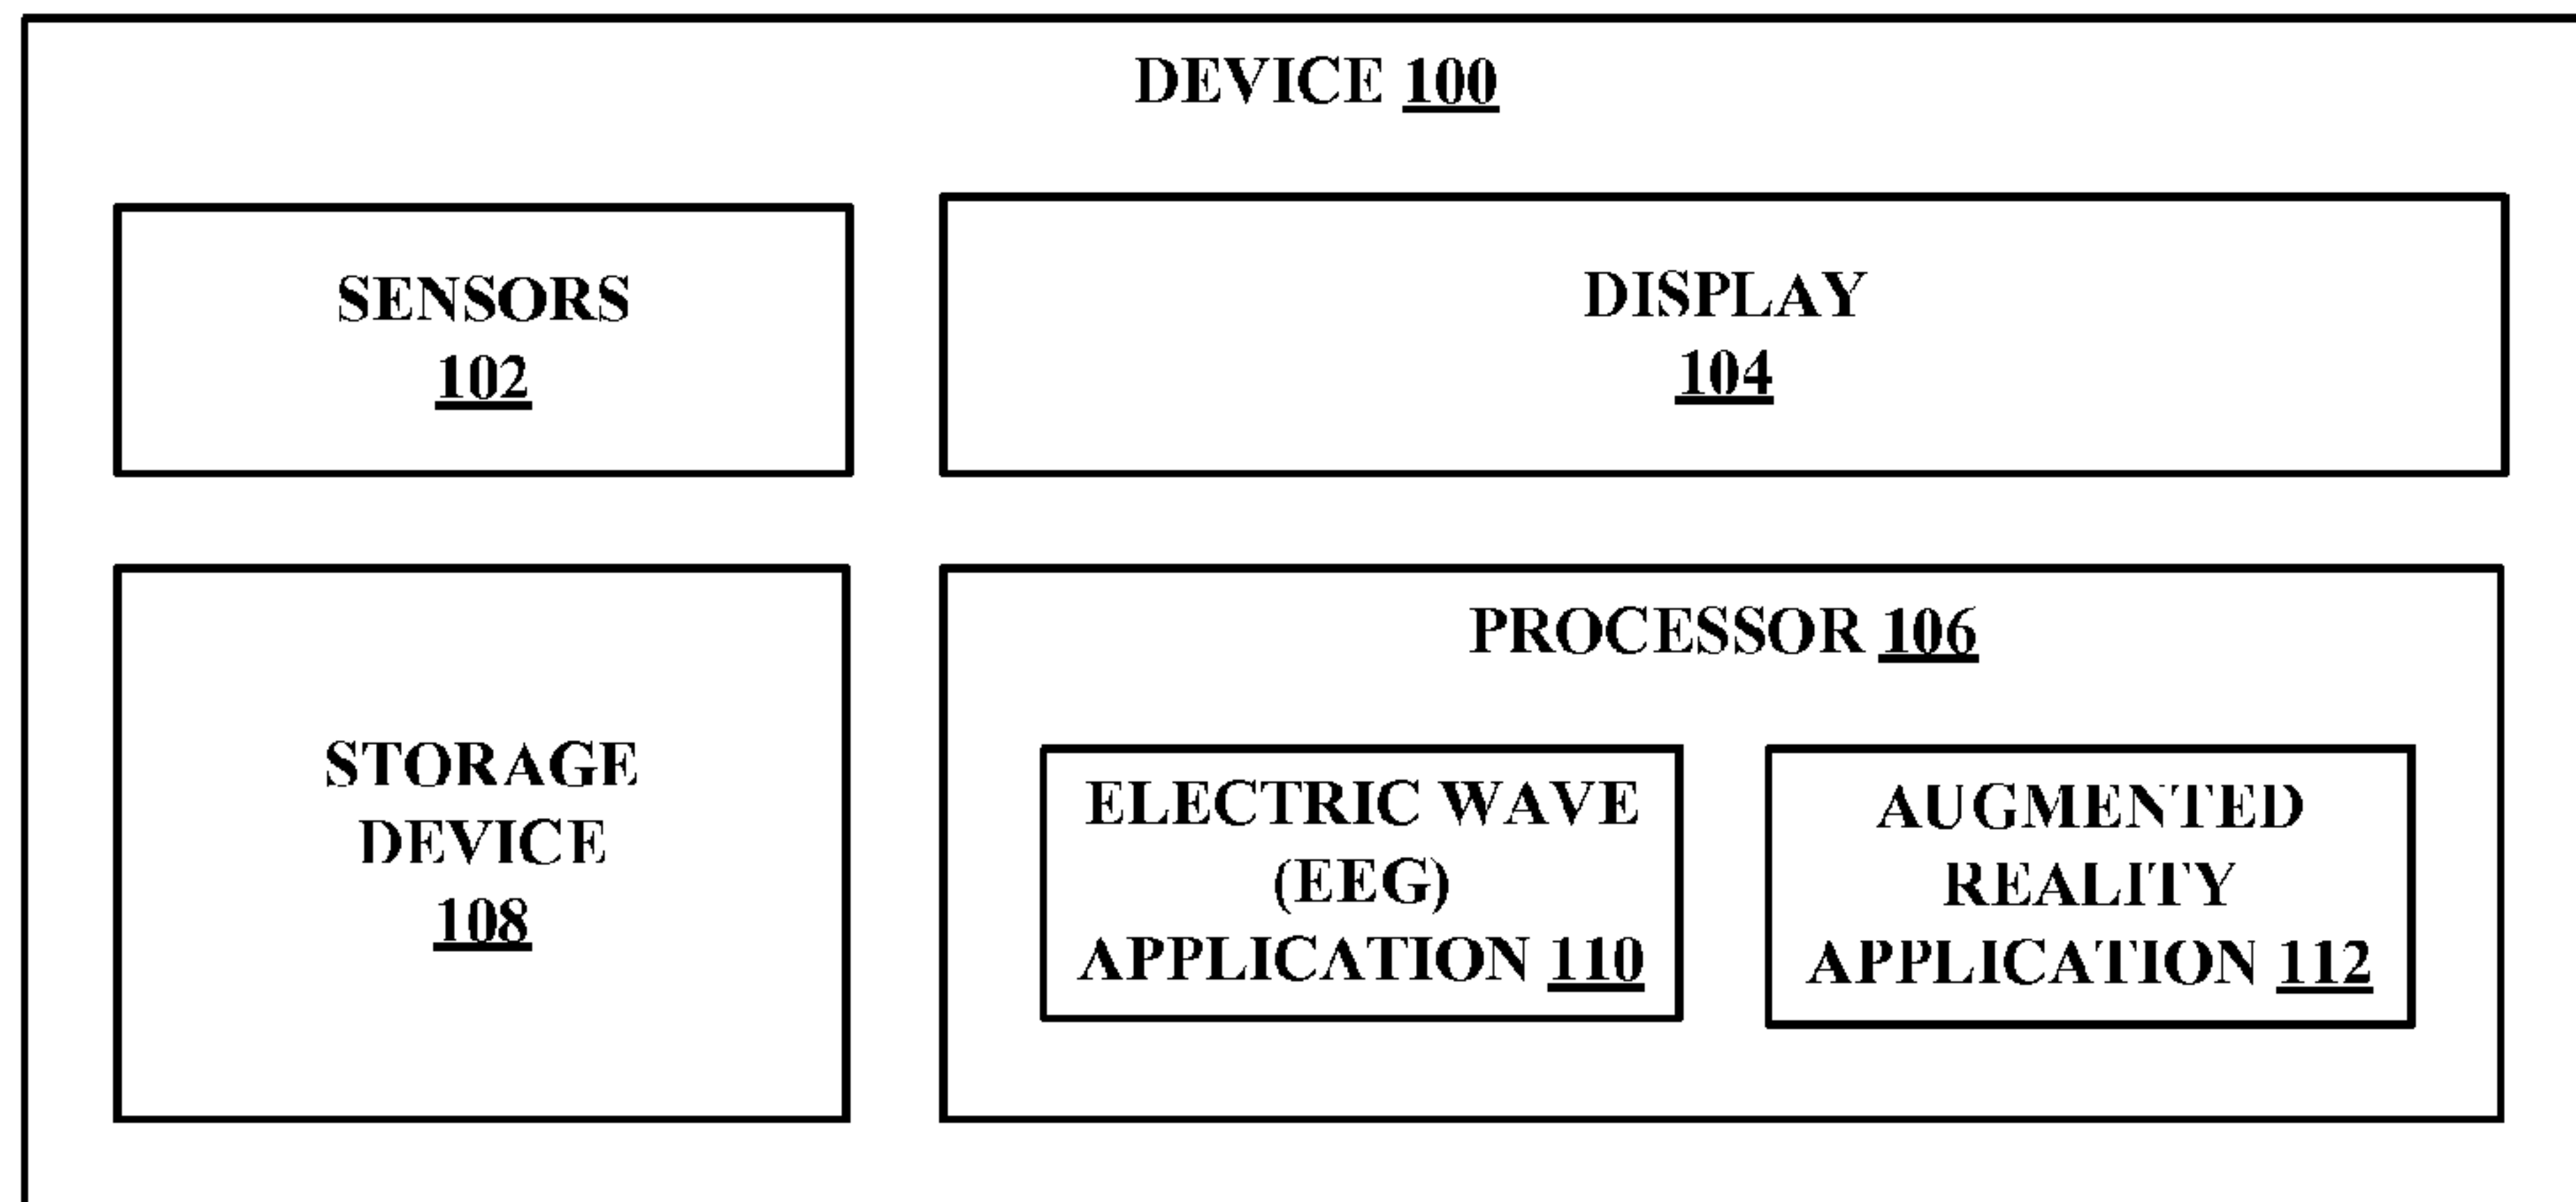 DEVICE 100
SENSORS
102
DISPLAY
104
STORAGE
DEVICE
108
PROCESSOR 106
ELECTRIC WAVE
(EEG)
APPLICATION 110
AUGMENTED
REALITY
APPLICATION 112